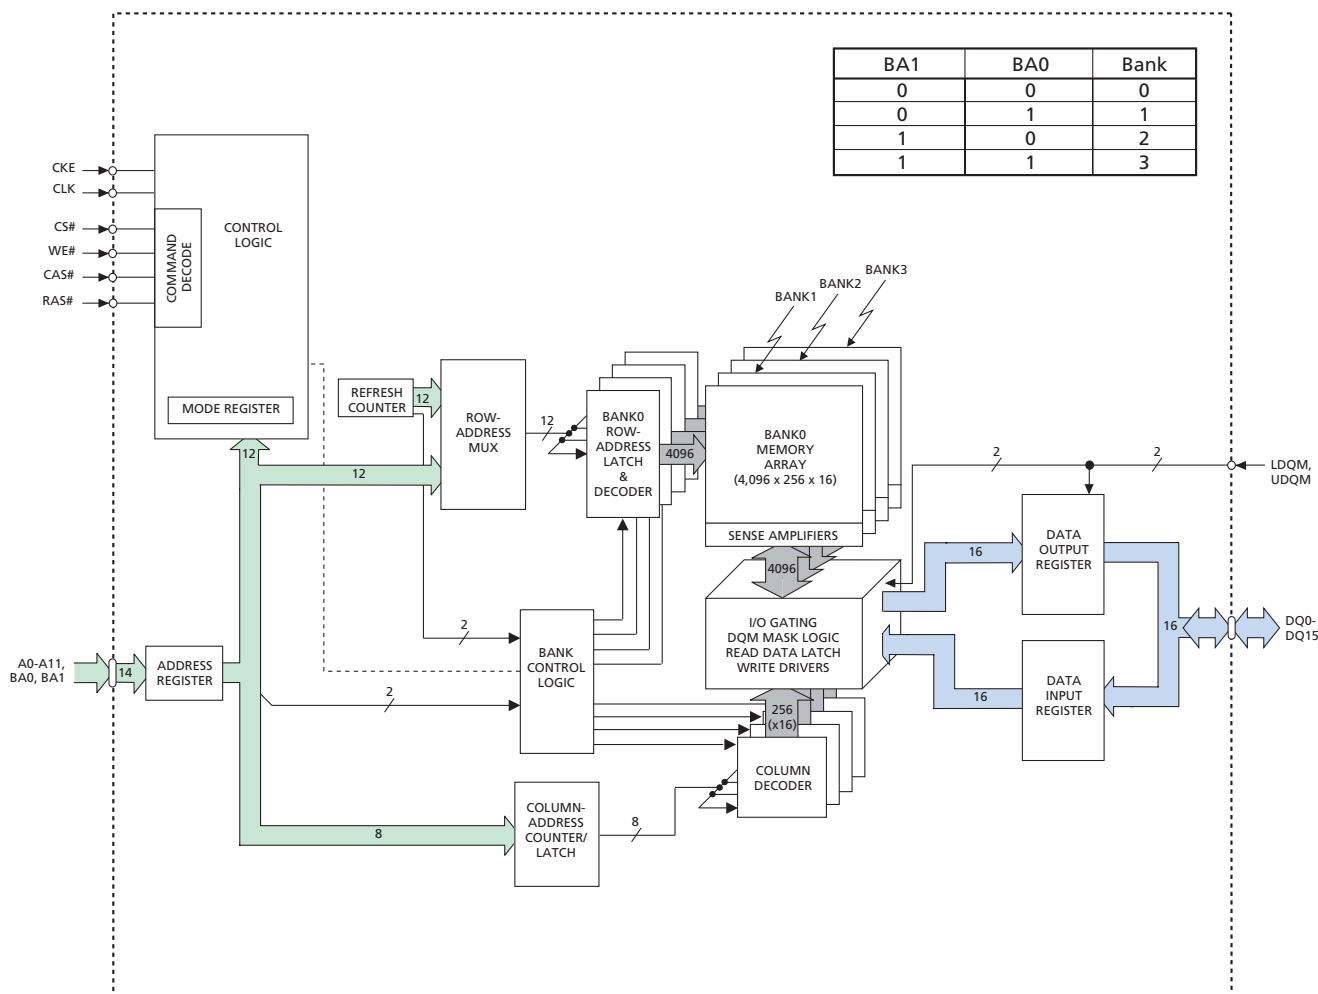 BA1 BA0 Bank
0 0 0
0 1 1
1 0 2
1 1 3
CKE
CLK
CS#
WE#
CAS#
RAS#
COMMAND
DECODE
CONTROL
LOGIC
MODE REGISTER
12
12
REFRESH
COUNTER
12
ROW-
ADDRESS
MUX
12
BANK0
ROW-
ADDRESS
LATCH
&
DECODER
4096
BANK1
BANK2
BANK3
BANK0
MEMORY
ARRAY
(4,096 x 256 x 16)
SENSE AMPLIFIERS
4096
I/O GATING
DQM MASK LOGIC
READ DATA LATCH
WRITE DRIVERS
2
2
LDQM,
UDQM
16
DATA
OUTPUT
REGISTER
16
DQ0-
DQ15
16
DATA
INPUT
REGISTER
A0-A11,
BA0, BA1
14
ADDRESS
REGISTER
2
2
BANK
CONTROL
LOGIC
256
(x16)
COLUMN
DECODER
8
COLUMN-
ADDRESS
COUNTER/
LATCH
8